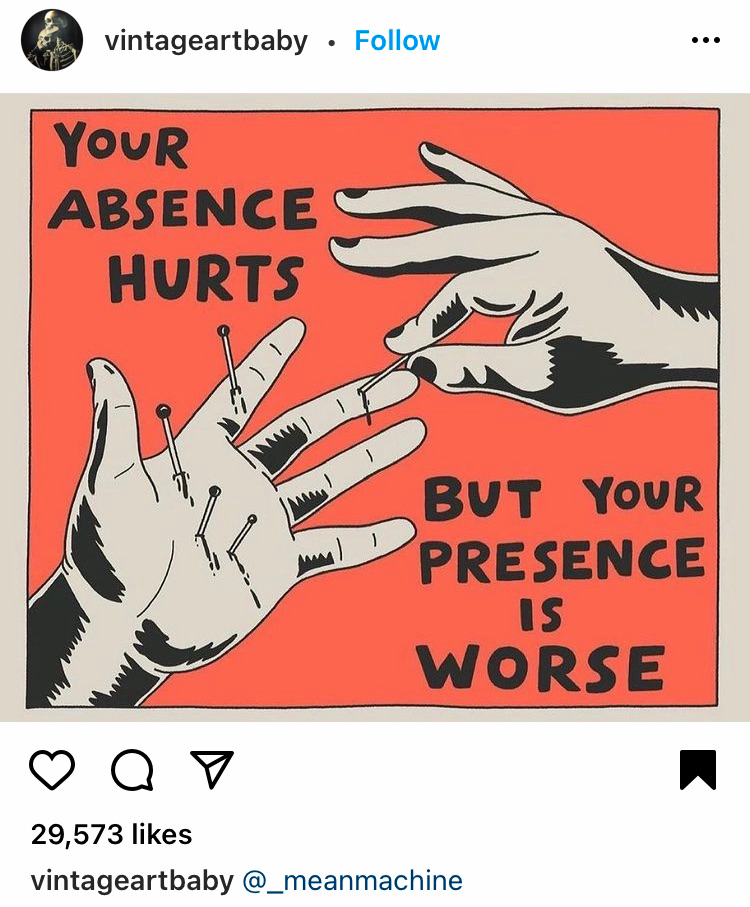 vintageartbaby • Follow
YOUR
ABSENCE
HURTS
BUT YOUR
PRESENCE
IS
WORSE
29,573 likes
vintageartbaby @_meanmachine